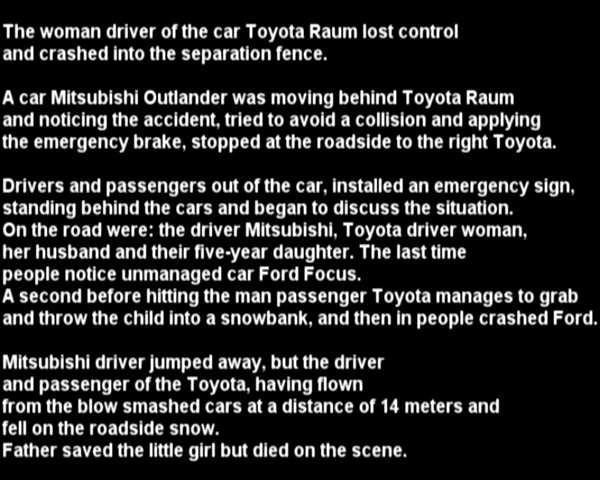 The woman driver of the car Toyota Raum lost control
and crashed into the separation fence.
A car Mitsubishi Outlander was moving behind Toyota Raum
and noticing the accident, tried to avoid a collision and applying
the emergency brake, stopped at the roadside to the right Toyota.
Drivers and passengers out of the car, installed an emergency sign,
standing behind the cars and began to discuss the situation.
On the road were: the driver Mitsubishi, Toyota driver woman,
her husband and their five-year daughter. The last time
people notice unmanaged car Ford Focus.
A second before hitting the man passenger Toyota manages to grab
and throw the child into a snowbank, and then in people crashed Ford.
Mitsubishi driver jumped away, but the driver
and passenger of the Toyota, having flown
from the blow smashed cars at a distance of 14 meters and
fell on the roadside snow.
Father saved the little girl but died on the scene.